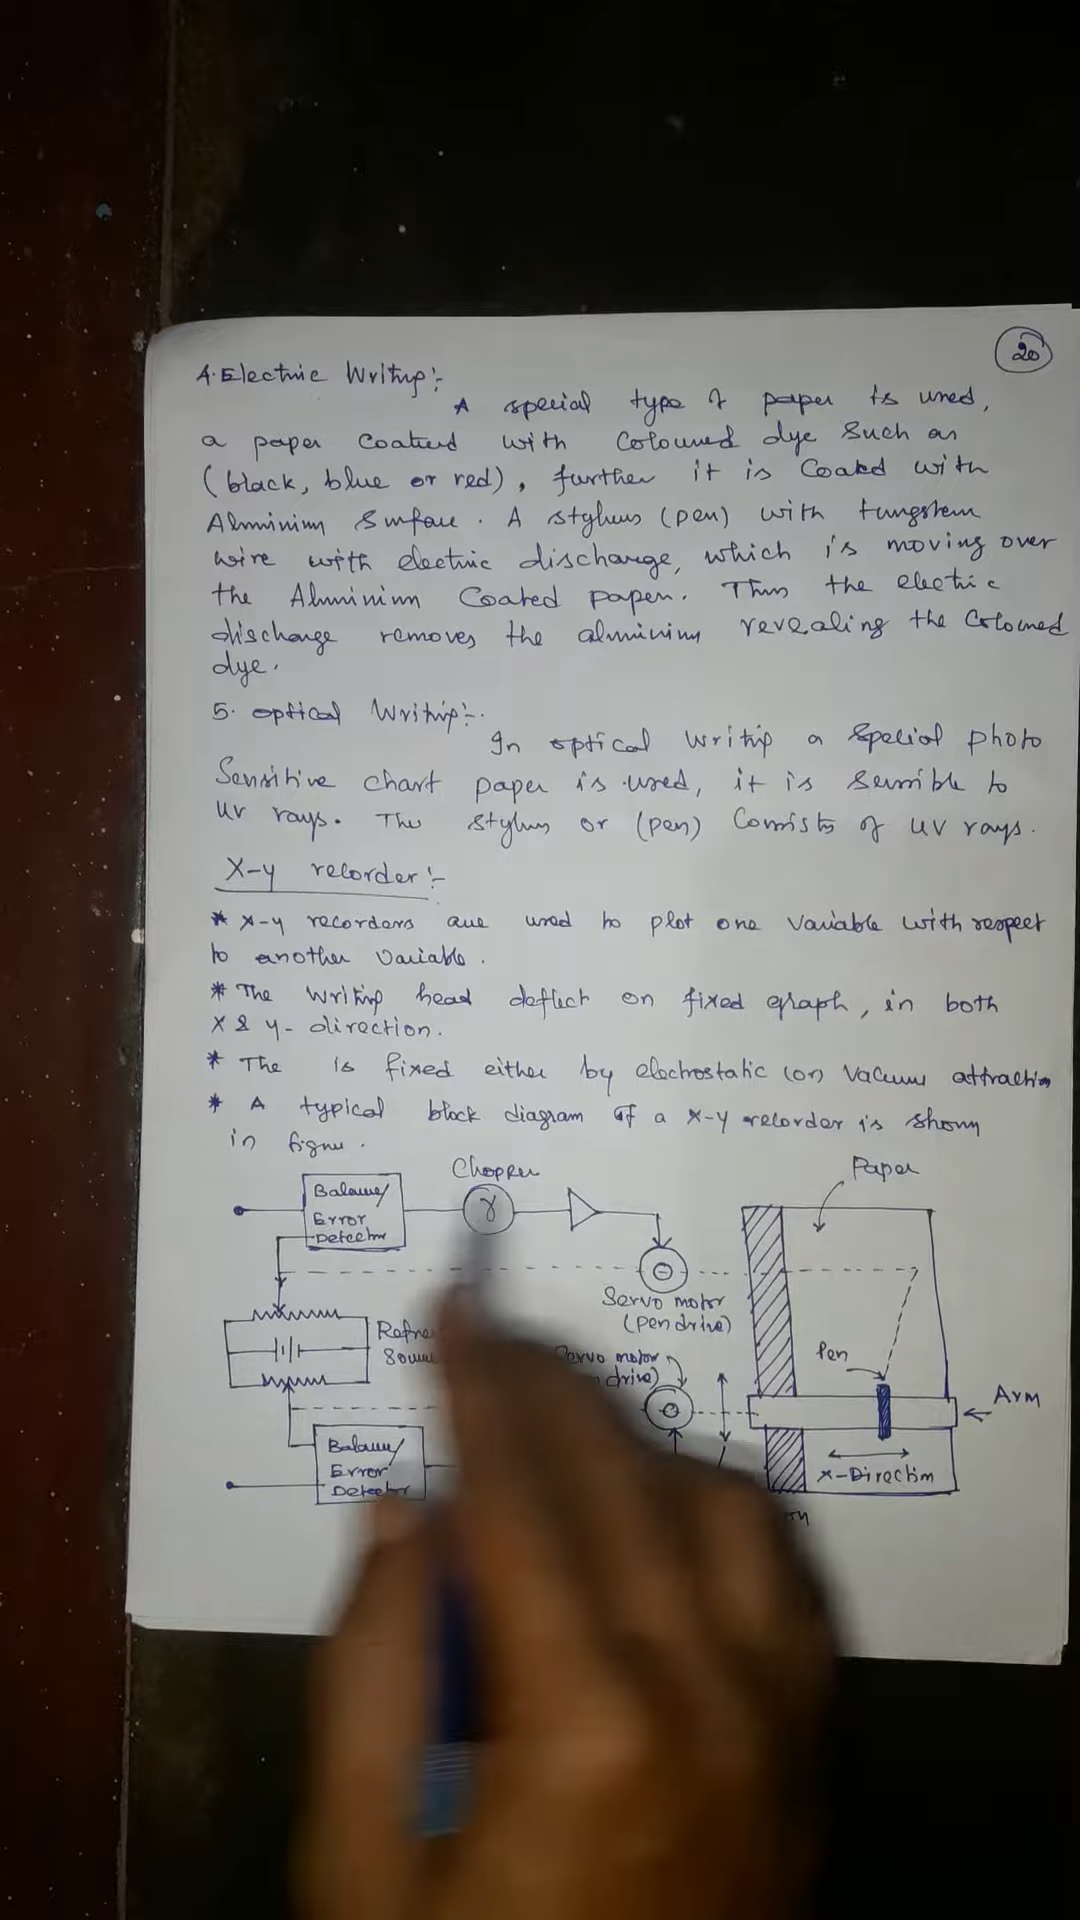 20
4. Electric Writing:-
A special type of paper is used,
a paper coated with Coloured dye such as
(black, blue or red), further it is Coated with
Alminium Surface. A stylus (pen) with tungsten
wire with electric discharge, which is moving over
the Alminium Coated paper. Thus the electric
discharge removes the alminium revealing the Coloured
dye.
5. Optical Writing:-
In optical writing a special photo
Sensitive chart paper is used, it is sensible to
UV rays. The stylus or (pen) Consists of UV rays.
X-y recorder:-
* X-y recorders are used to plot one variable with respect
to another variable.
* The writing head deflect on fixed graph, in both
X & y- direction.
* The is fixed either by electrostatic (or) vacuum attraction
* A typical block diagram of a X-y recorder is shown
in figure.
Chopper
Paper
Balance/
Error
Detector
Servo motor
(pen drive)
Servo motor
drive)
Pen
Arm
Balance/
Error
Detector
X-Direction